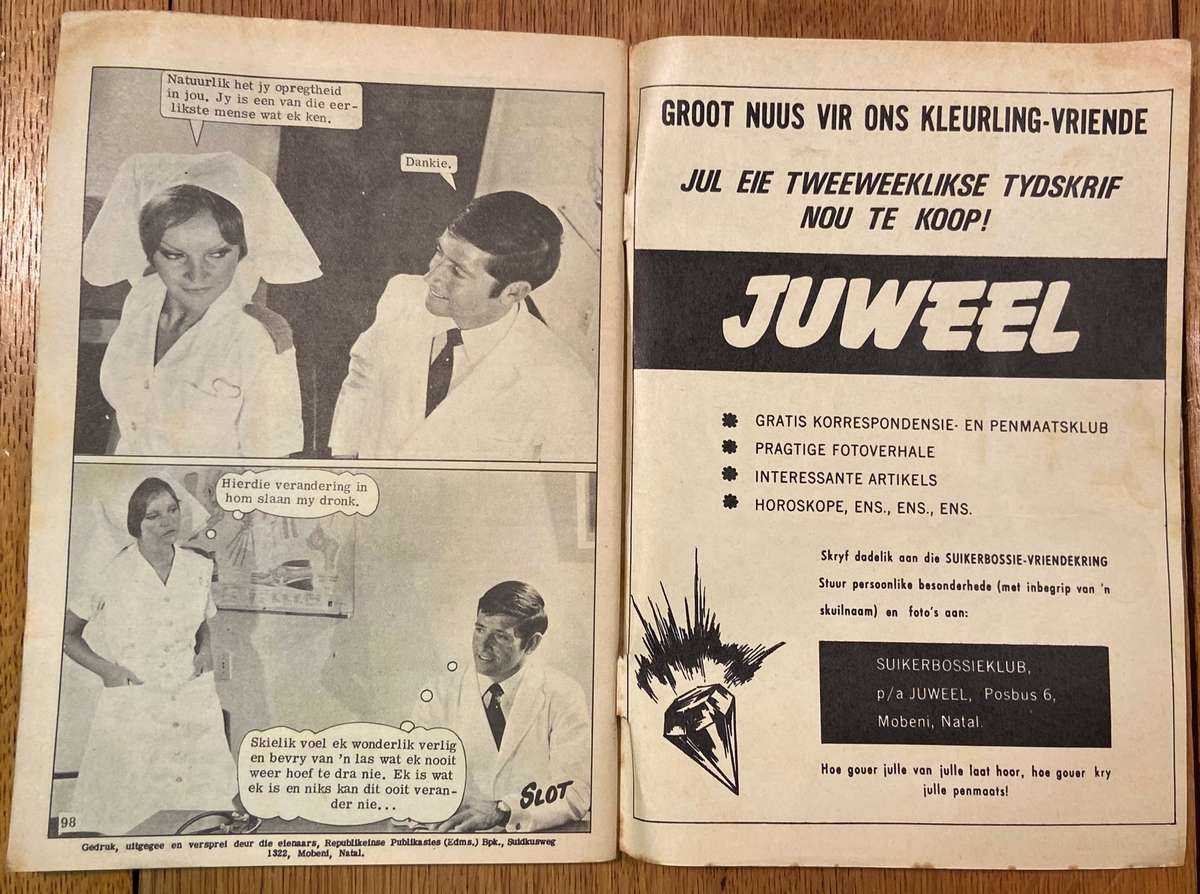 Natuurlik het jy opregtheid
in jou. Jy is een van die eer-
likste mense wat ek ken.
Dankie.
Hierdie verandering in
hom slaan my dronk.
Skielik voel ek wonderlik verlig
en bevry van 'n las wat ek nooit
weer hoef te dra nie. Ek is wat
ek is en niks kan dit ooit veran-
der nie...
SLOT
98
Gedruk, uitgegee en versprei deur die eienaars, Republikeinse Publikasies (Edms.) Bpk., Suidkusweg
1322, Mobeni, Natal.
GROOT NUUS VIR ONS KLEURLING-VRIENDE
JUL EIE TWEEWEEKLIKSE TYDSKRIF
NOU TE KOOP!
JUWEEL
GRATIS KORRESPONDENSIE- EN PENMAATSKLUB
PRAGTIGE FOTOVERHALE
INTERESSANTE ARTIKELS
HOROSKOPE, ENS., ENS., ENS.
Skryf dadelik aan die SUIKERBOSSIE-VRIENDEKRING
Stuur persoonlike besonderhede (met inbegrip van 'n
skuilnaam) en foto's aan:
SUIKERBOSSIEKLUB,
p/a JUWEEL, Posbus 6,
Mobeni, Natal.
Hoe gouer julle van julle laat hoor, hoe gouer kry
julle penmaats!